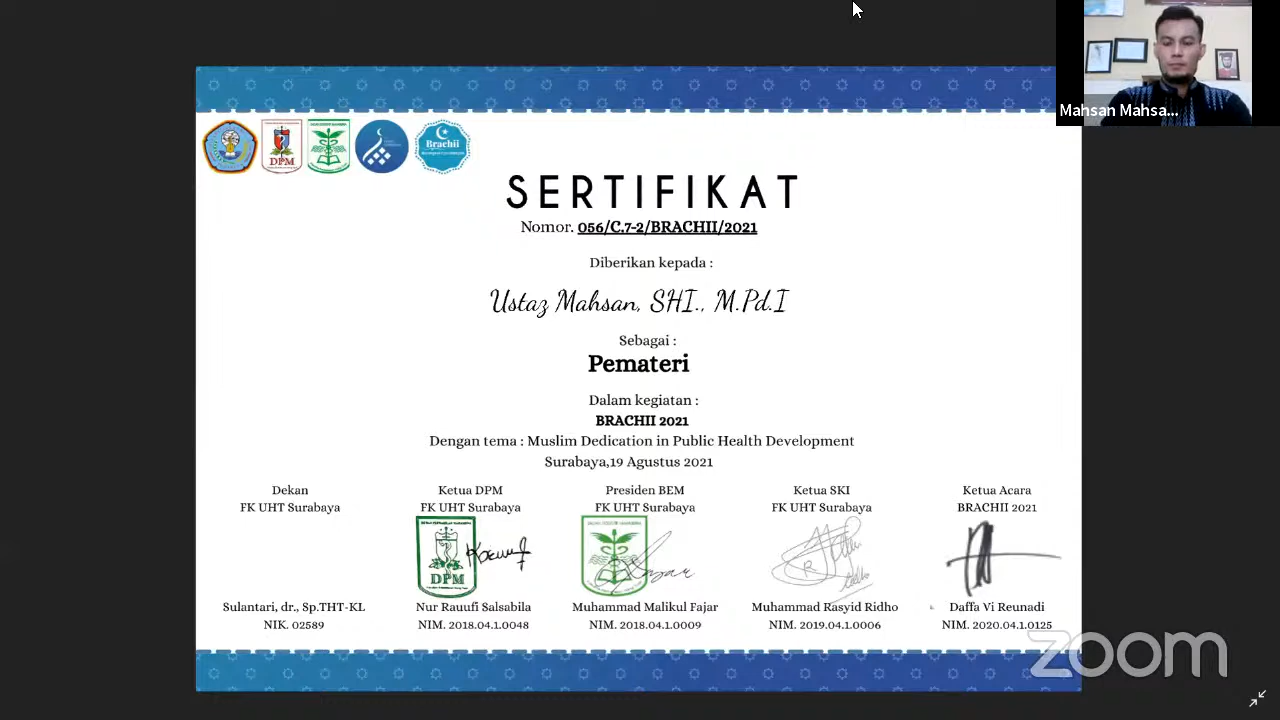 Mahsan Mahsa...
DPM
Brachii
SERTIFIKAT
Nomor. 056/C.7-2/BRACHII/2021
Diberikan kepada :
Ustaz Mahsan, SHI., M.Pd.I
Sebagai :
Pemateri
Dalam kegiatan :
BRACHII 2021
Dengan tema : Muslim Dedication in Public Health Development
Surabaya,19 Agustus 2021
Dekan
FK UHT Surabaya
Ketua DPM
FK UHT Surabaya
Presiden BEM
FK UHT Surabaya
Ketua SKI
FK UHT Surabaya
Ketua Acara
BRACHII 2021
DPM
Sulantari, dr., Sp.THT-KL
NIK. 02589
Nur Rauufi Salsabila
NIM. 2018.04.1.0048
Muhammad Malikul Fajar
NIM. 2018.04.1.0009
Muhammad Rasyid Ridho
NIM. 2019.04.1.0006
Daffa Vi Reunadi
NIM. 2020.04.1.0125
zoom